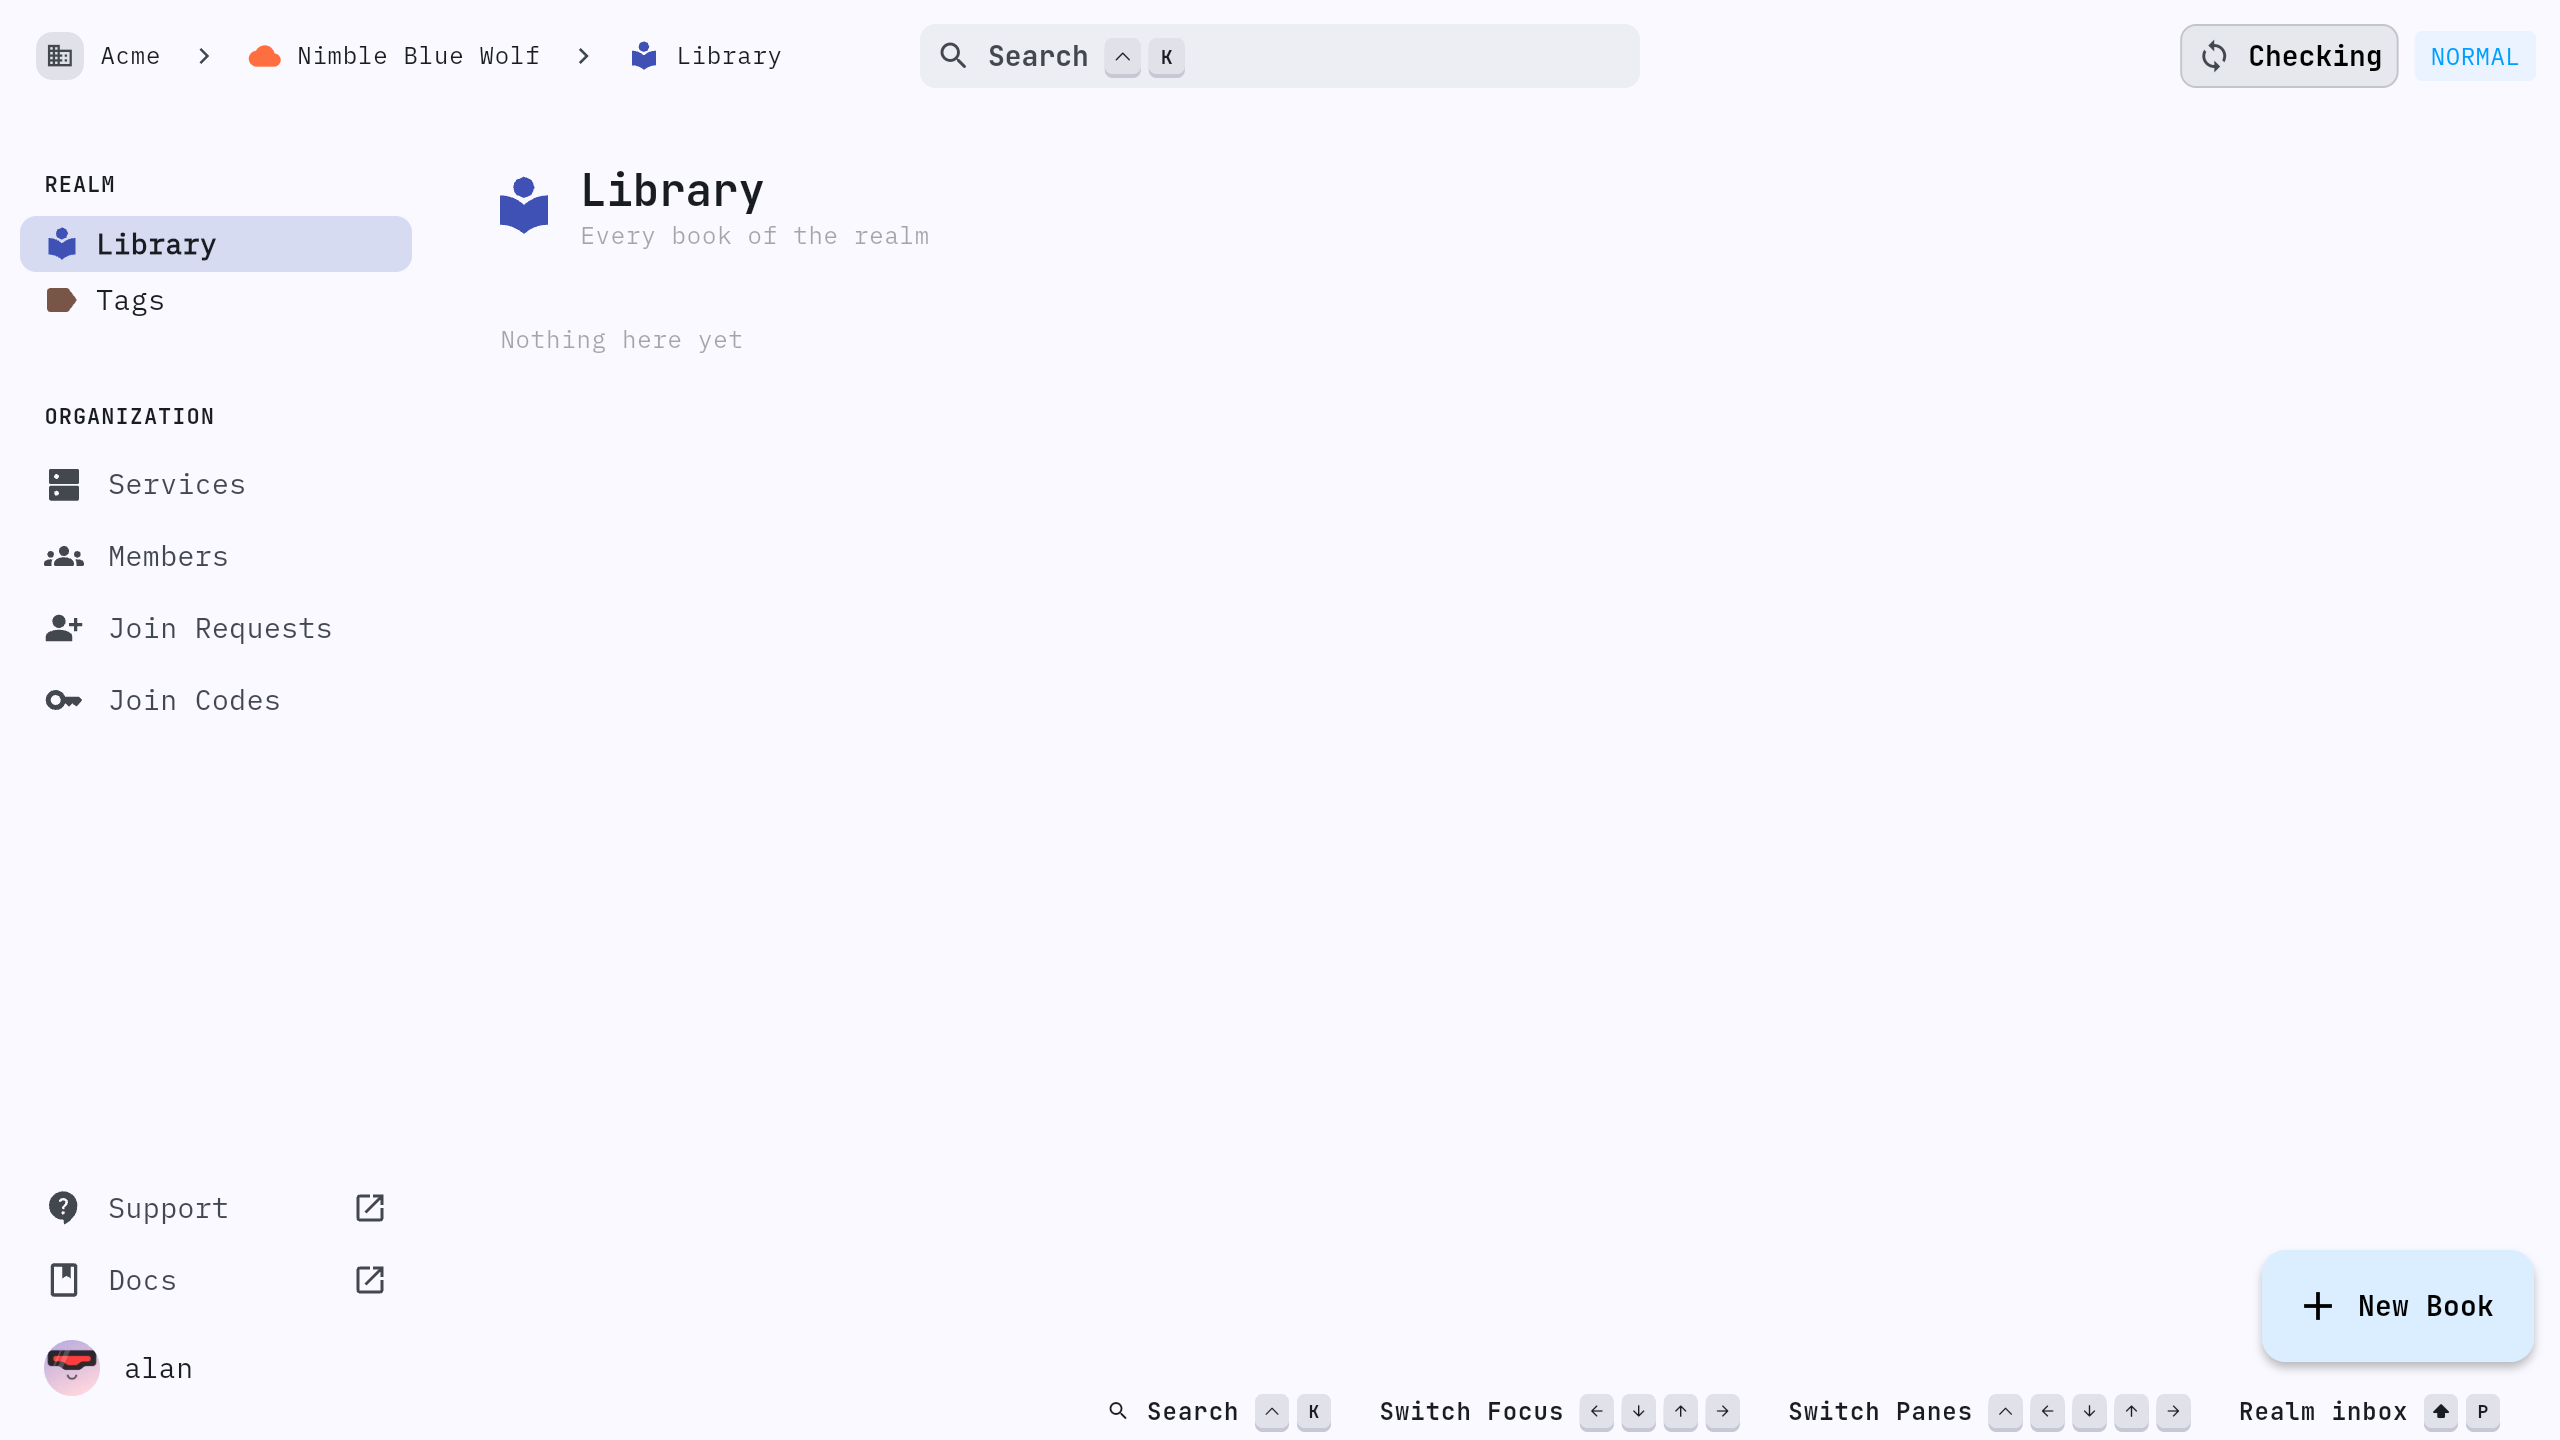 Acme
Nimble Blue Wolf
Library
Search K
Checking
NORMAL
REALM
Library
Tags
ORGANIZATION
Services
Members
Join Requests
Join Codes
Library
Every book of the realm
Nothing here yet
Support
Docs
alan
New Book
Search K
Switch Focus ← ↓ ↑ →
Switch Panes ← ↓ ↑ →
Realm inbox P